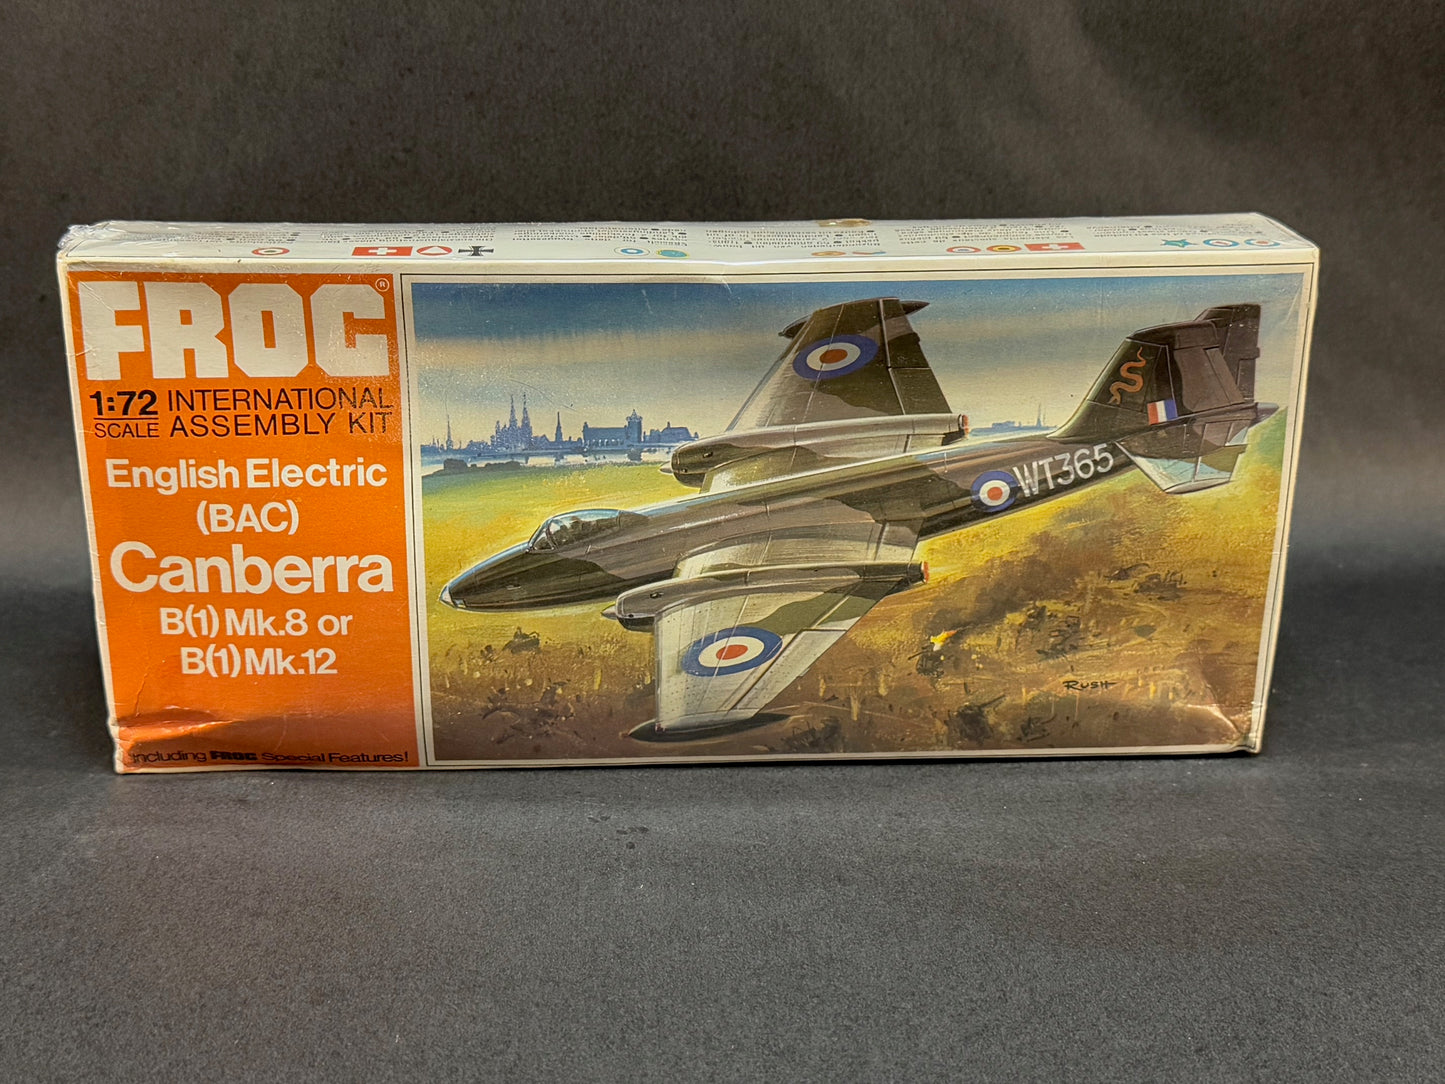 FROG®
1:72 INTERNATIONAL
SCALE ASSEMBLY KIT
English Electric
(BAC)
Canberra
B(1) Mk.8 or
B(1)Mk.12
Including FROG Special Features!
WT365
RUSH